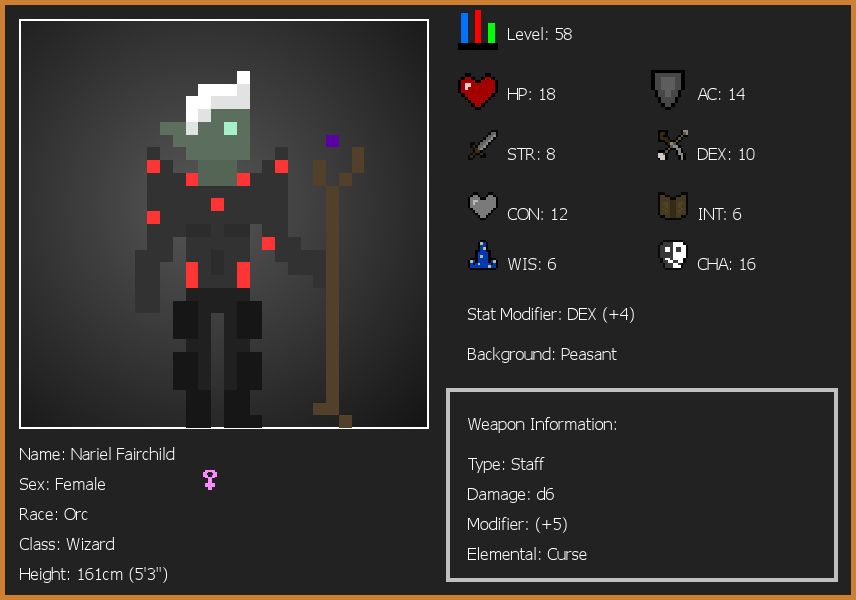 Level: 58
HP: 18
AC: 14
STR: 8
DEX: 10
CON: 12
INT: 6
WIS: 6
CHA: 16
Stat Modifier: DEX (+4)
Background: Peasant
Weapon Information:
Type: Staff
Damage: d6
Modifier: (+5)
Elemental: Curse
Name: Nariel Fairchild
Sex: Female
Race: Orc
Class: Wizard
Height: 161cm (5'3")